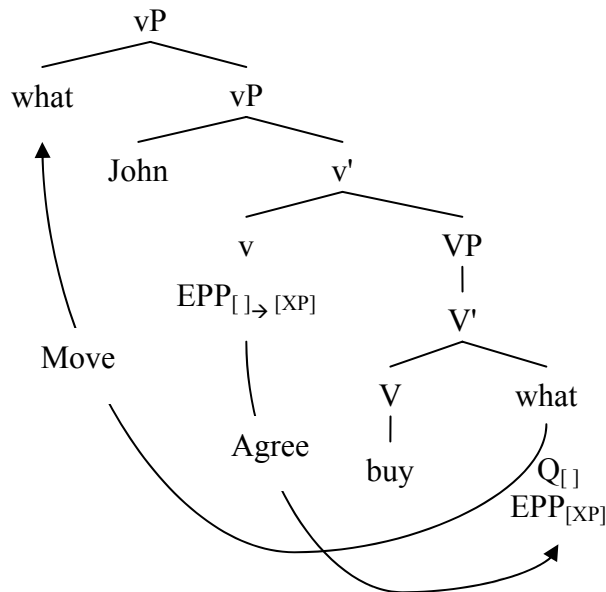 vP
what vP
John v'
v VP
EPP[ ]→ [XP] V'
Move V what
Agree buy Q[ ]
EPP[XP]